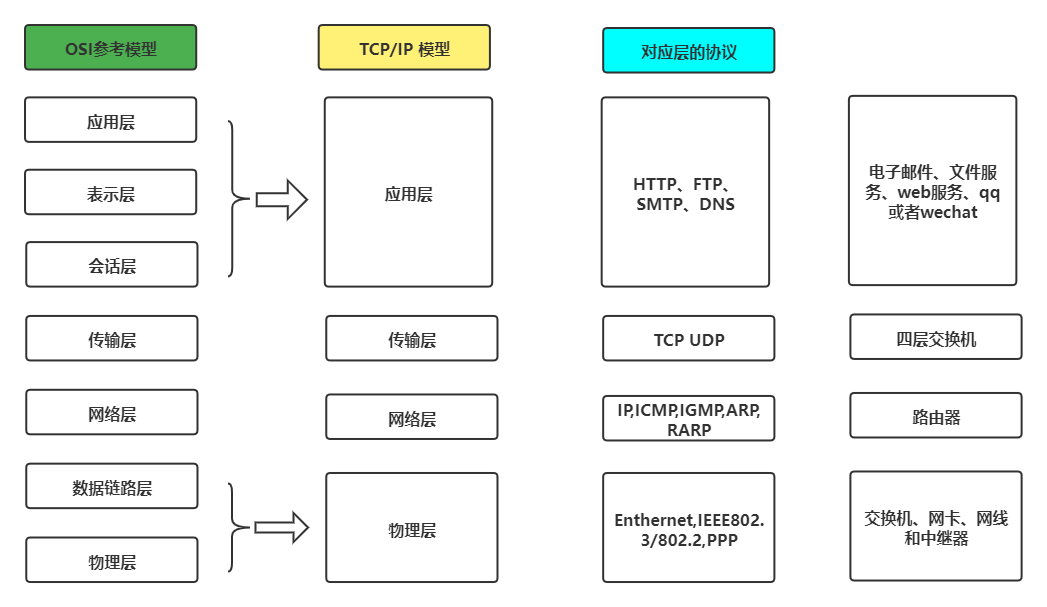 OSI参考模型
TCP/IP 模型
对应层的协议
应用层
表示层
会话层
应用层
HTTP、FTP、
SMTP、DNS
电子邮件、文件服
务、web服务、qq
或者wechat
传输层
传输层
TCP UDP
四层交换机
网络层
网络层
IP,ICMP,IGMP,ARP,
RARP
路由器
数据链路层
物理层
物理层
Enthernet,IEEE802.
3/802.2,PPP
交换机、网卡、网线
和中继器